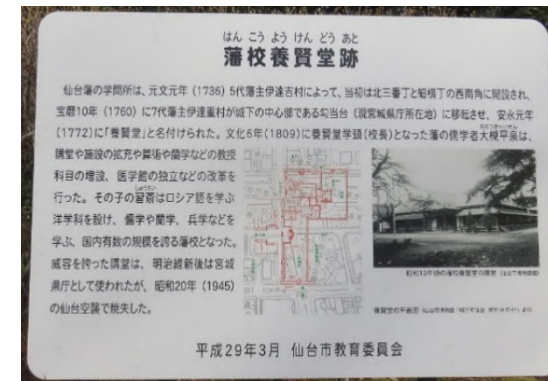 はん こう よう けん どう あと
藩校養賢堂跡
仙台藩の学問所は、元文元年（1736）5代藩主伊達吉村によって、当初は北三番丁と細横丁の西南角に開設され、
宝暦10年（1760）に7代藩主伊達重村が城下の中心部である勾当台（現宮城県庁所在地）に移転させ、安永元年
（1772）に「養賢堂」と名付けられた。文化6年（1809）に養賢堂学頭（校長）となった藩の儒学者大槻平泉は、
講堂や施設の拡充や算術や蘭学などの教授
科目の増設、医学館の独立などの改革を
行った。その子の習斎はロシア語を学ぶ
洋学科を設け、儒学や蘭学、兵学などを
学ぶ、国内有数の規模を誇る藩校となった。
威容を誇った講堂は、明治維新後は宮城
県庁として使われたが、昭和20年（1945）
の仙台空襲で焼失した。
養賢堂の平面図
平成29年3月 仙台市教育委員会